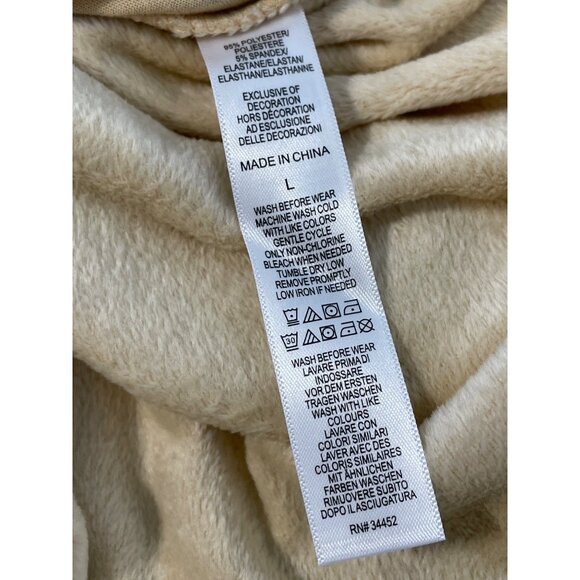 95% POLYESTER/
POLIESTERE
5% SPANDEX/
ELASTANE/ELASTAN/
ELASTHAN/ELASTHANNE
EXCLUSIVE OF
DECORATION
HORS DÉCORATION
AD ESCLUSIONE
DELLE DECORAZIONI
MADE IN CHINA
L
WASH BEFORE WEAR
MACHINE WASH COLD
WITH LIKE COLORS
GENTLE CYCLE
ONLY NON-CHLORINE
BLEACH WHEN NEEDED
TUMBLE DRY LOW
REMOVE PROMPTLY
LOW IRON IF NEEDED
30
WASH BEFORE WEAR
LAVARE PRIMA DI
INDOSSARE
VOR DEM ERSTEN
TRAGEN WASCHEN
WASH WITH LIKE
COLOURS
LAVARE CON
COLORI SIMILARI
LAVER AVEC DES
COLORIS SIMILAIRES
MIT ÄHNLICHEN
FARBEN WASCHEN
RIMUOVERE SUBITO
DOPO IL ASCIUGATURA
RN# 34452